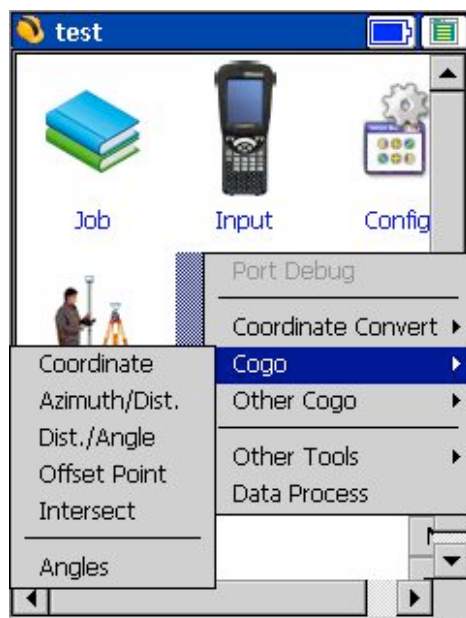 test
Job
Input
Config
Port Debug
Coordinate Convert
Cogo
Other Cogo
Other Tools
Data Process
Coordinate
Azimuth/Dist.
Dist./Angle
Offset Point
Intersect
Angles